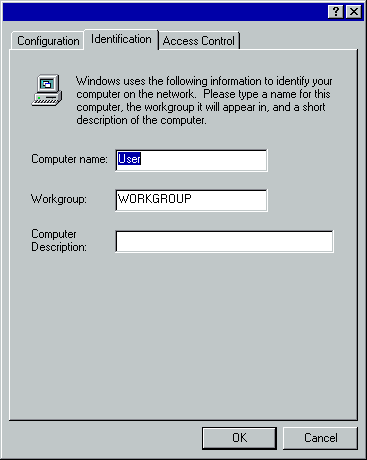 Configuration Identification Access Control
Windows uses the following information to identify your
computer on the network. Please type a name for this
computer, the workgroup it will appear in, and a short
description of the computer.
Computer name: User
Workgroup: WORKGROUP
Computer
Description:
OK Cancel